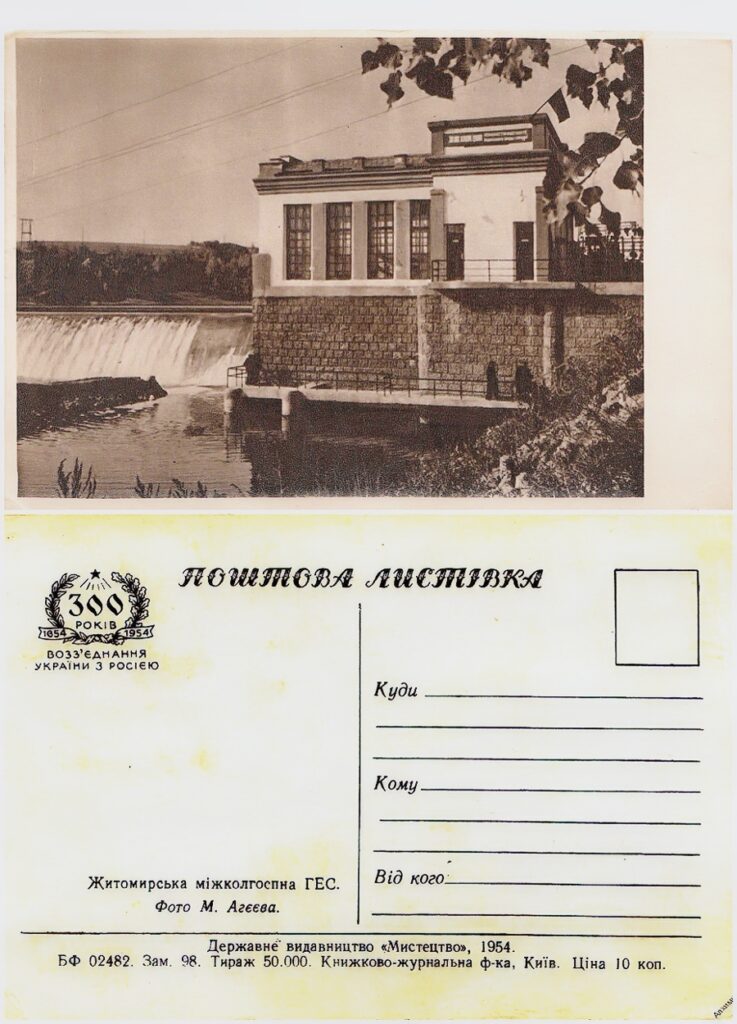 ПОШТОВА ЛИСТІВКА
300
РОКІВ
1654 1954
ВОЗЗ'ЄДНАННЯ
УКРАЇНИ З РОСІЄЮ
Куди
Кому
Від кого
Житомирська міжколгоспна ГЕС.
Фото М. Агєєва.
Державне видавництво «Мистецтво», 1954.
БФ 02482. Зам. 98. Тираж 50.000. Книжково-журнальна ф-ка, Київ. Ціна 10 коп.